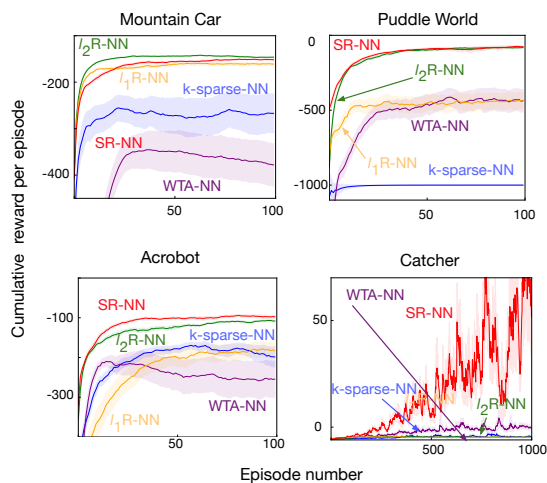 Mountain Car
l2R-NN
l1R-NN
k-sparse-NN
SR-NN
WTA-NN
-200
-400
50
100
Puddle World
SR-NN
l2R-NN
l1R-NN
WTA-NN
k-sparse-NN
0
-500
-1000
50
100
Cumulative reward per episode
Acrobot
SR-NN
l2R-NN
k-sparse-NN
l1R-NN
WTA-NN
-100
-300
50
100
Catcher
WTA-NN
SR-NN
k-sparse-NN
l2R-NN
50
0
500
1000
Episode number